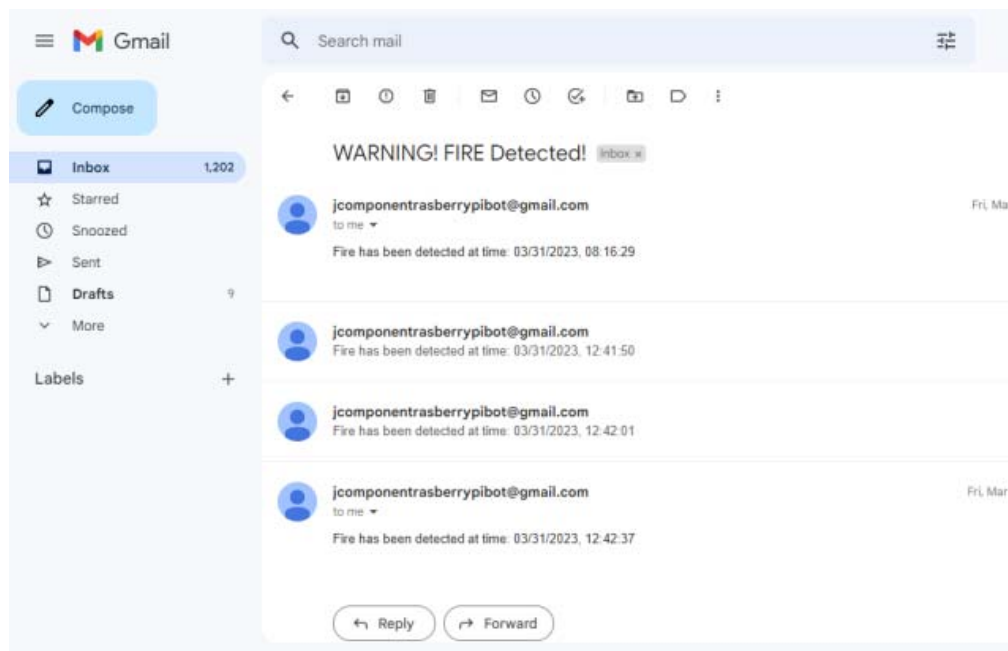 Gmail
Search mail
Compose
Inbox 1,202
Starred
Snoozed
Sent
Drafts 9
More
Labels
WARNING! FIRE Detected! Inbox x
jcomponentrasberrypibot@gmail.com Fri, Ma
to me
Fire has been detected at time: 03/31/2023, 08:16:29
jcomponentrasberrypibot@gmail.com
Fire has been detected at time: 03/31/2023, 12:41:50
jcomponentrasberrypibot@gmail.com
Fire has been detected at time: 03/31/2023, 12:42:01
jcomponentrasberrypibot@gmail.com Fri, Mar
to me
Fire has been detected at time: 03/31/2023, 12:42:37
Reply Forward